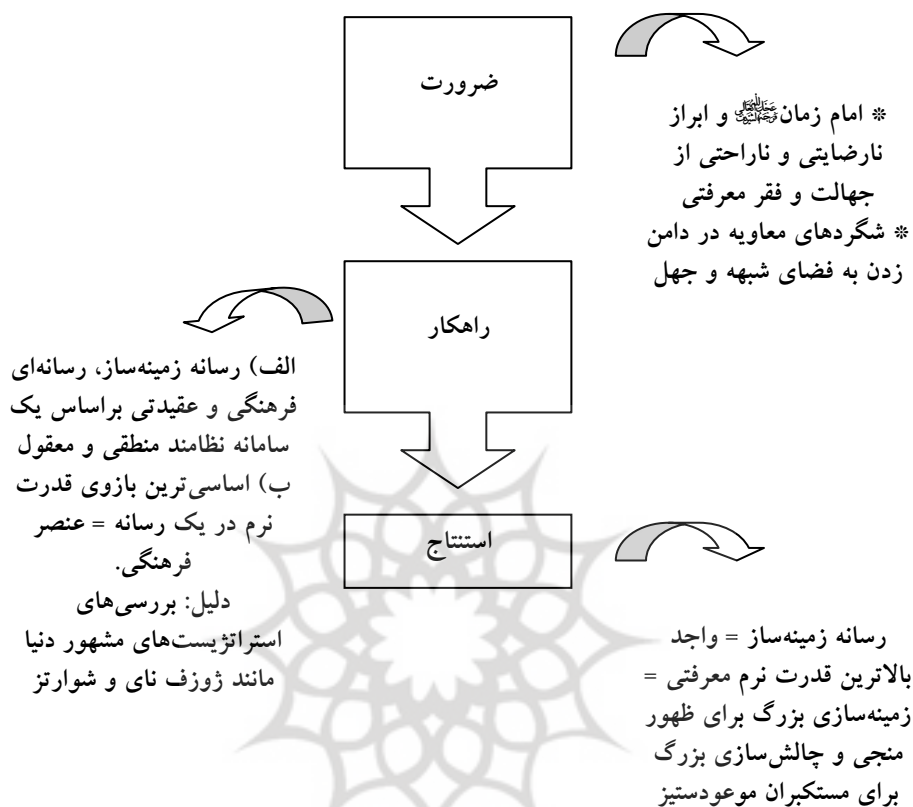 ضرورت
* امام زمان عجل الله تعالی فرجه الشریف و ابراز
نارضایتی و ناراحتی از
جهالت و فقر معرفتی
* شگردهای معاویه در دامن
زدن به فضای شبهه و جهل
راهکار
الف) رسانه زمینه‌ساز، رسانه‌ای
فرهنگی و عقیدتی براساس یک
سامانه نظامند منطقی و معقول
ب) اساسی‌ترین بازوی قدرت
نرم در یک رسانه = عنصر
فرهنگی.
دلیل: بررسی‌های
استراتژیست‌های مشهور دنیا
مانند ژوزف نای و شوارتز
استنتاج
رسانه زمینه‌ساز = واجد
بالاترین قدرت نرم معرفتی =
زمینه‌سازی بزرگ برای ظهور
منجی و چالش‌سازی بزرگ
برای مستکبران موعودستیز